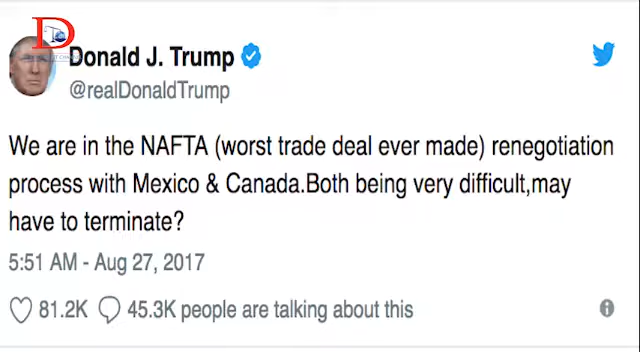 D
Donald J. Trump
@realDonaldTrump
We are in the NAFTA (worst trade deal ever made) renegotiation
process with Mexico & Canada.Both being very difficult,may
have to terminate?
5:51 AM - Aug 27, 2017
81.2K 45.3K people are talking about this